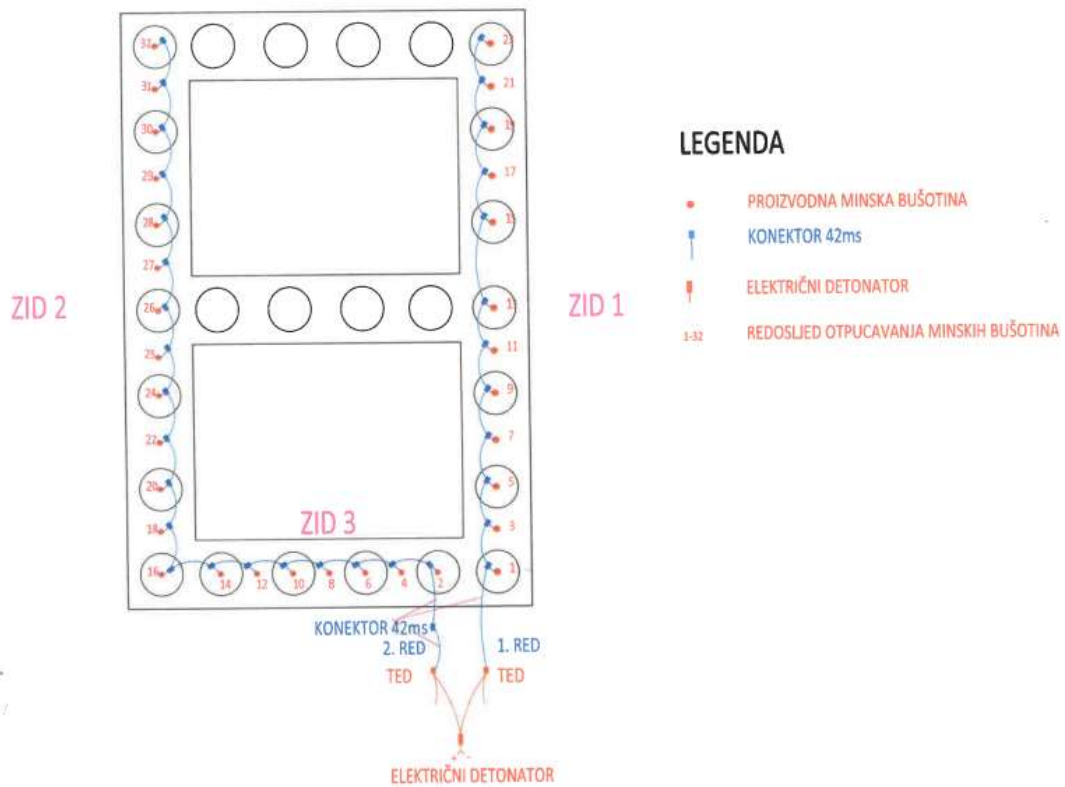 32 23
31 21
30 19
29 17
28 15
27
ZID 2 26 13 ZID 1
25 11
24 9
22 7
20 5
ZID 3
18 3
16 14 12 10 8 6 4 2 1
KONEKTOR 42ms
2. RED 1. RED
TED TED
+ -
ELEKTRIČNI DETONATOR
LEGENDA
PROIZVODNA MINSKA BUŠOTINA
KONEKTOR 42ms
ELEKTRIČNI DETONATOR
1-32 REDOSLJED OTPUCAVANJA MINSKIH BUŠOTINA